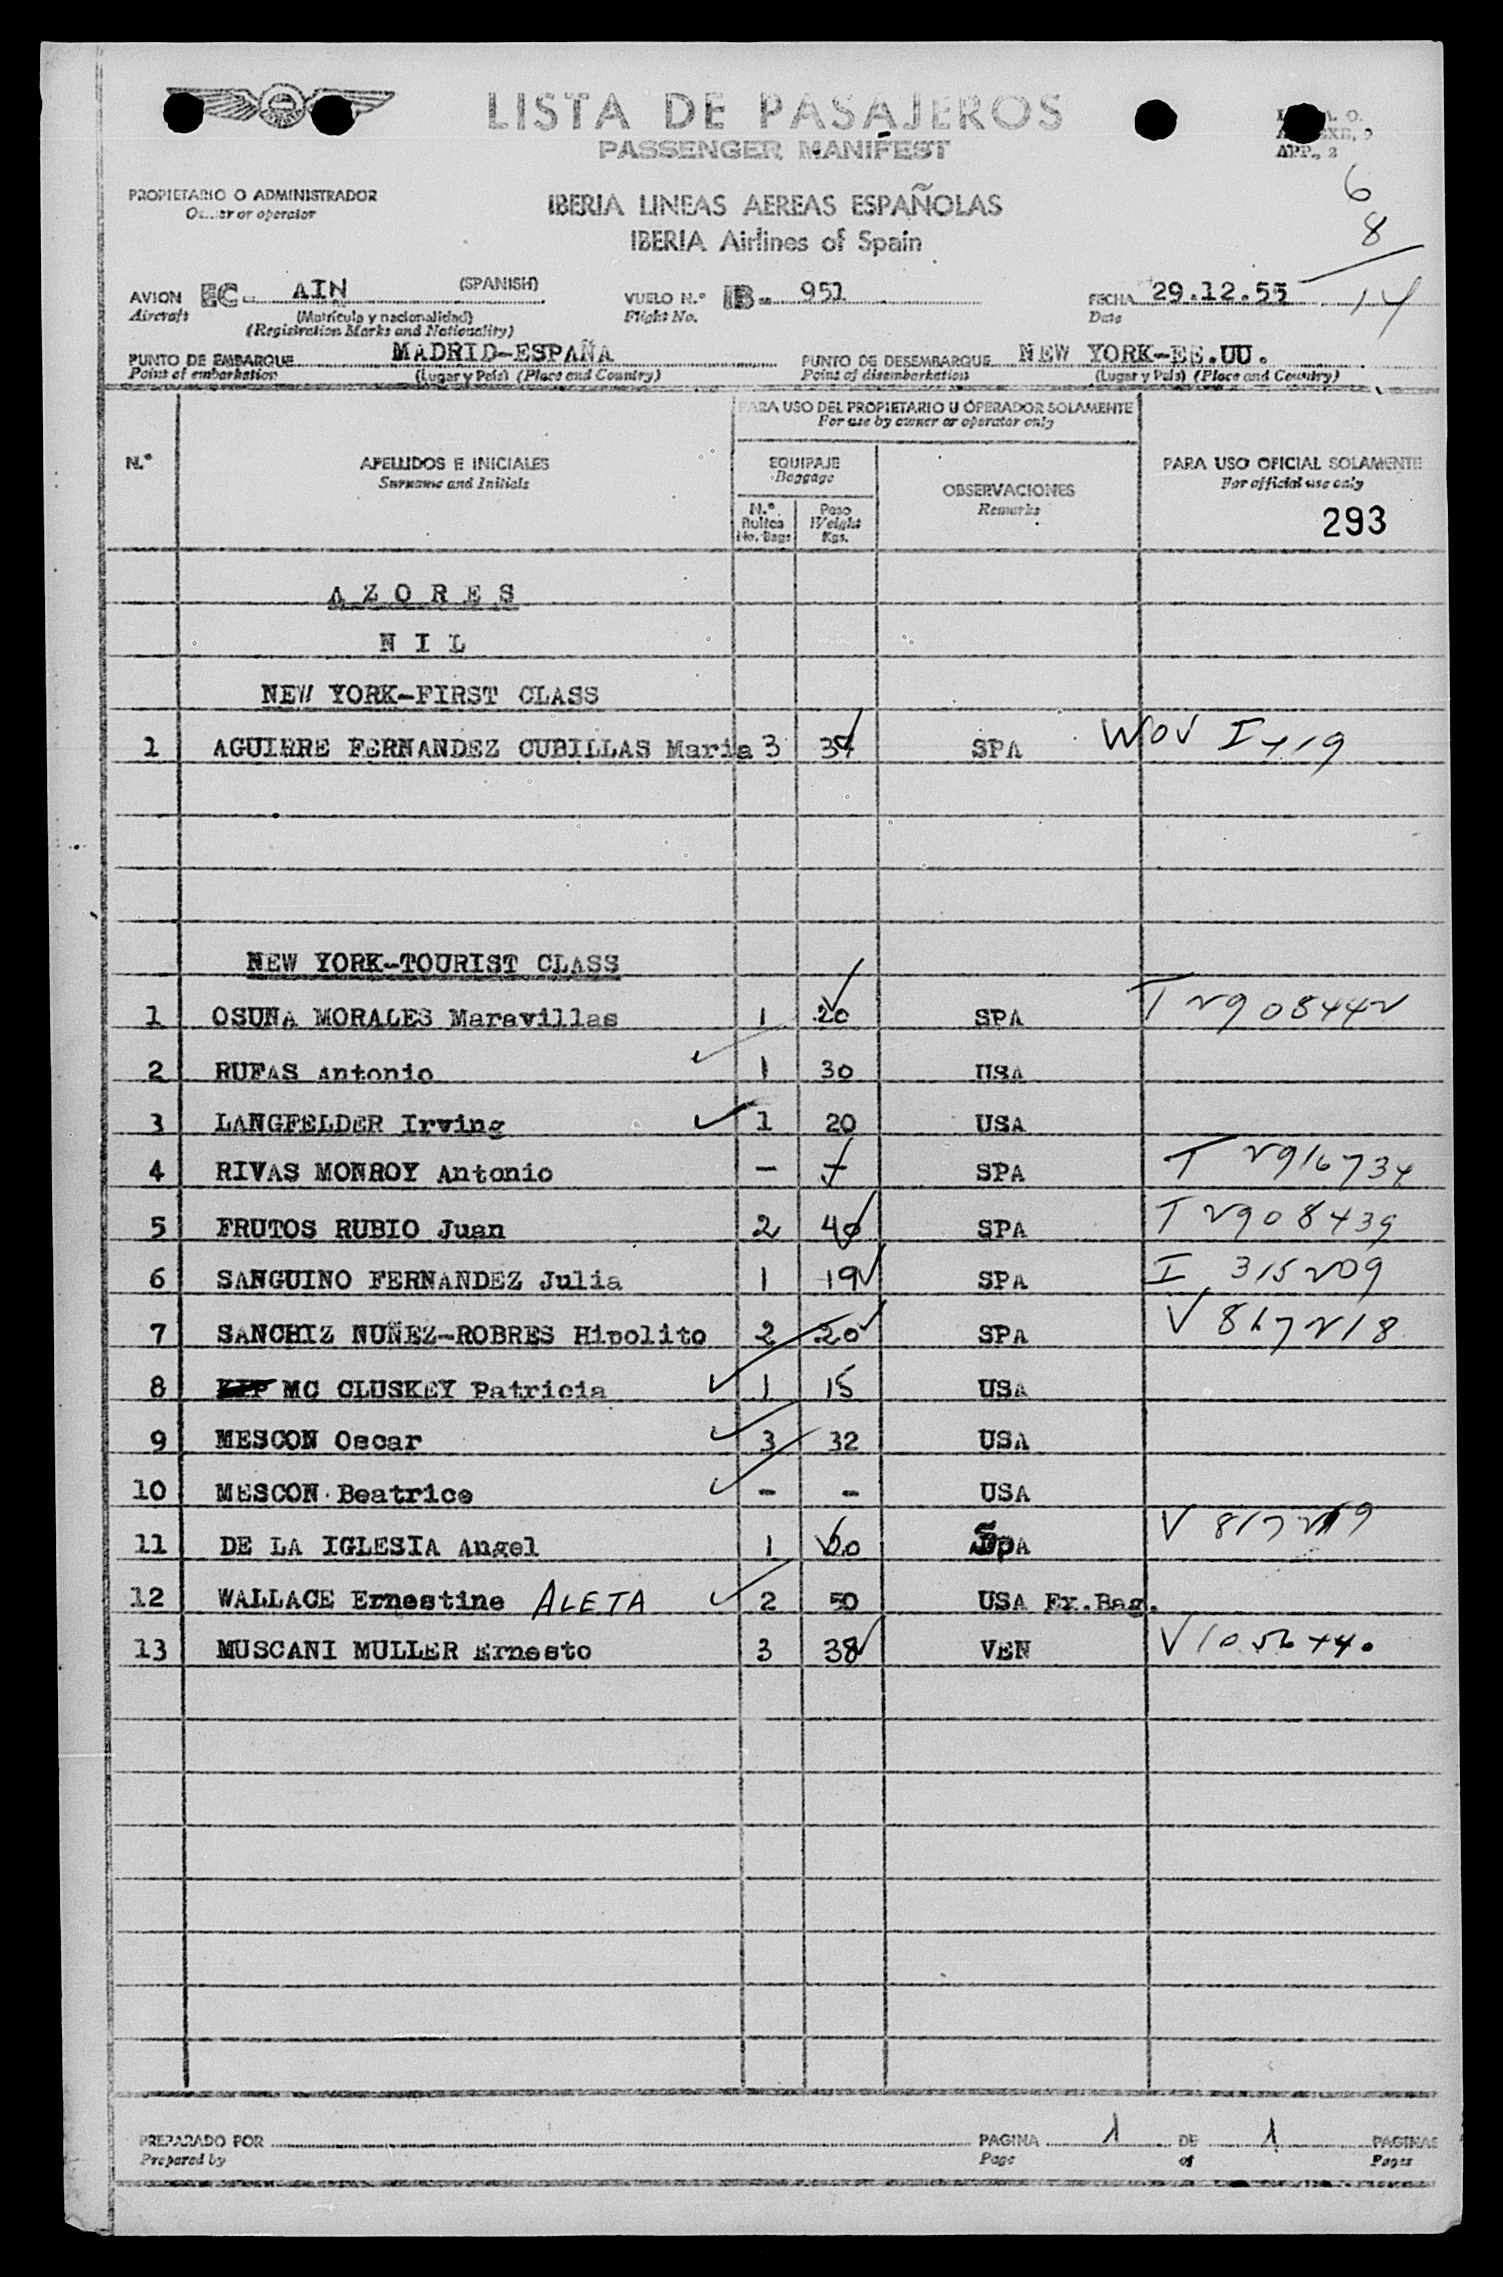 LISTA DE PASAJEROS
PASSENGER MANIFEST
A. O.
APP., 2
PROPIETARIO O ADMINISTRADOR
Owner or operator
IBERIA LINEAS AEREAS ESPAÑOLAS
IBERIA Airlines of Spain
6
8
14
AVION EC- AIN (SPANISH) VUELO N.º IB- 951 FECHA 29.12.55
Aircraft (Matrícula y nacionalidad) Flight No. Date
(Registration Marks and Nationality)
PUNTO DE EMBARQUE MADRID-ESPAÑA PUNTO DE DESEMBARQUE NEW YORK-EE.UU.
Point of embarkation (Lugar y País) (Place and Country) Point of disembarkation (Lugar y País) (Place and Country)
PARA USO DEL PROPIETARIO U OPERADOR SOLAMENTE
For use by owner or operator only
N.º APELLIDOS E INICIALES EQUIPAJE PARA USO OFICIAL SOLAMENTE
Surname and Initials Baggage OBSERVACIONES For official use only
N.º Bultos Peso Remarks
No. Bags Weight Kgs. 293
AZORES
NIL
NEW YORK-FIRST CLASS
1 AGUIRRE FERNANDEZ CUBILLAS Maria 3 SPA
NEW YORK-TOURIST CLASS
1 OSUNA MORALES Maravillas 1 20 SPA T 2908442
2 RUFAS Antonio 1 30 USA
3 LANGFELDER Irving 1 20 USA
4 RIVAS MONROY Antonio - - SPA T 2916734
5 FRUTOS RUBIO Juan 2 40 SPA T 2908439
6 SANGUINO FERNANDEZ Julia 1 19 SPA I 315209
7 SANCHIZ NUÑEZ-ROBRES Hipolito 2 20 SPA V 867218
8 MC CLUSKEY Patricia 1 15 USA
9 MESCON Oscar 3 32 USA
10 MESCON Beatrice - - USA
11 DE LA IGLESIA Angel 1 20 SpA
12 WALLACE Ernestine ALETA 2 50 USA Ex.Bag.
13 MUSCANI MULLER Ernesto 3 38 VEN
PREPARADO POR PAGINA 1 DE 1 PAGINAS
Prepared by Page of Pages